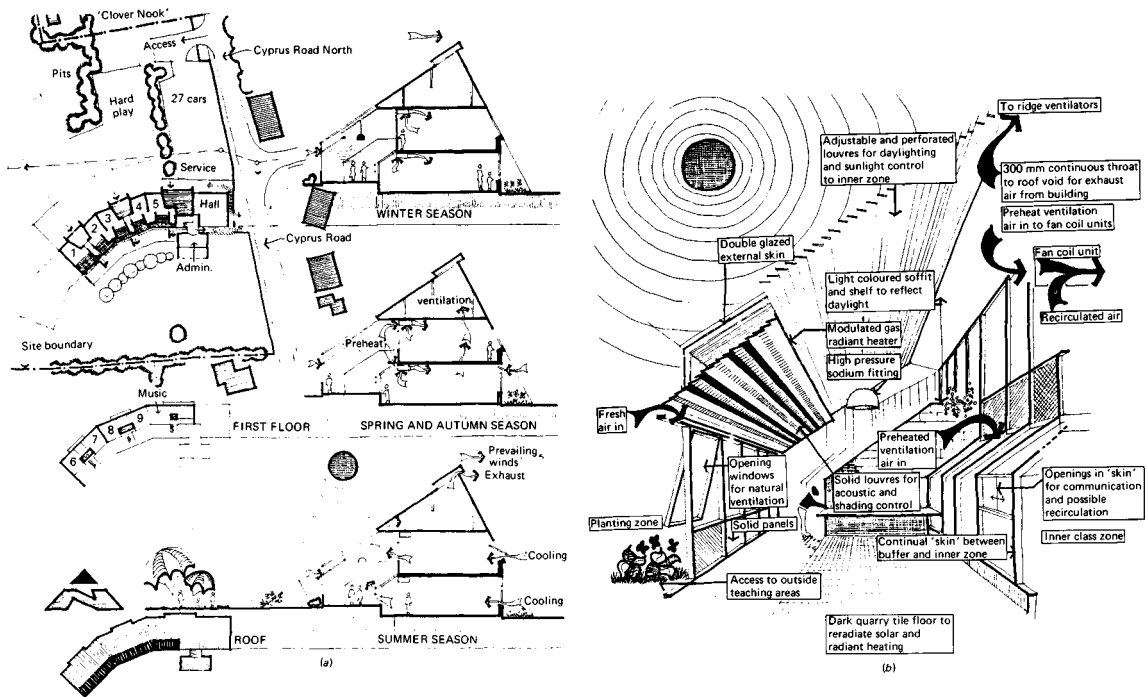 'Clover Nook'
Access
Cyprus Road North
Pits
Hard
play
27 cars
Service
1
2
3
4
5
Hall
Admin.
WINTER SEASON
Cyprus Road
ventilation
Preheat
Site boundary
Music
6
7
8
9
FIRST FLOOR
SPRING AND AUTUMN SEASON
Prevailing
winds
Exhaust
Cooling
Cooling
ROOF
SUMMER SEASON
(a)
To ridge ventilators
Adjustable and perforated
louvres for daylighting
and sunlight control
to inner zone
300 mm continuous throat
to roof void for exhaust
air from building
Preheat ventilation
air in to fan coil units
Double glazed
external skin
Fan coil unit
Light coloured soffit
and shelf to reflect
daylight
Recirculated air
Modulated gas
radiant heater
High pressure
sodium fitting
Fresh
air in
Preheated
ventilation
air in
Opening
windows
for natural
ventilation
Solid louvres for
acoustic and
shading control
Openings in 'skin'
for communication
and possible
recirculation
Planting zone
Solid panels
Continual 'skin' between
buffer and inner zone
Inner class zone
Access to outside
teaching areas
Dark quarry tile floor to
reradiate solar and
radiant heating
(b)